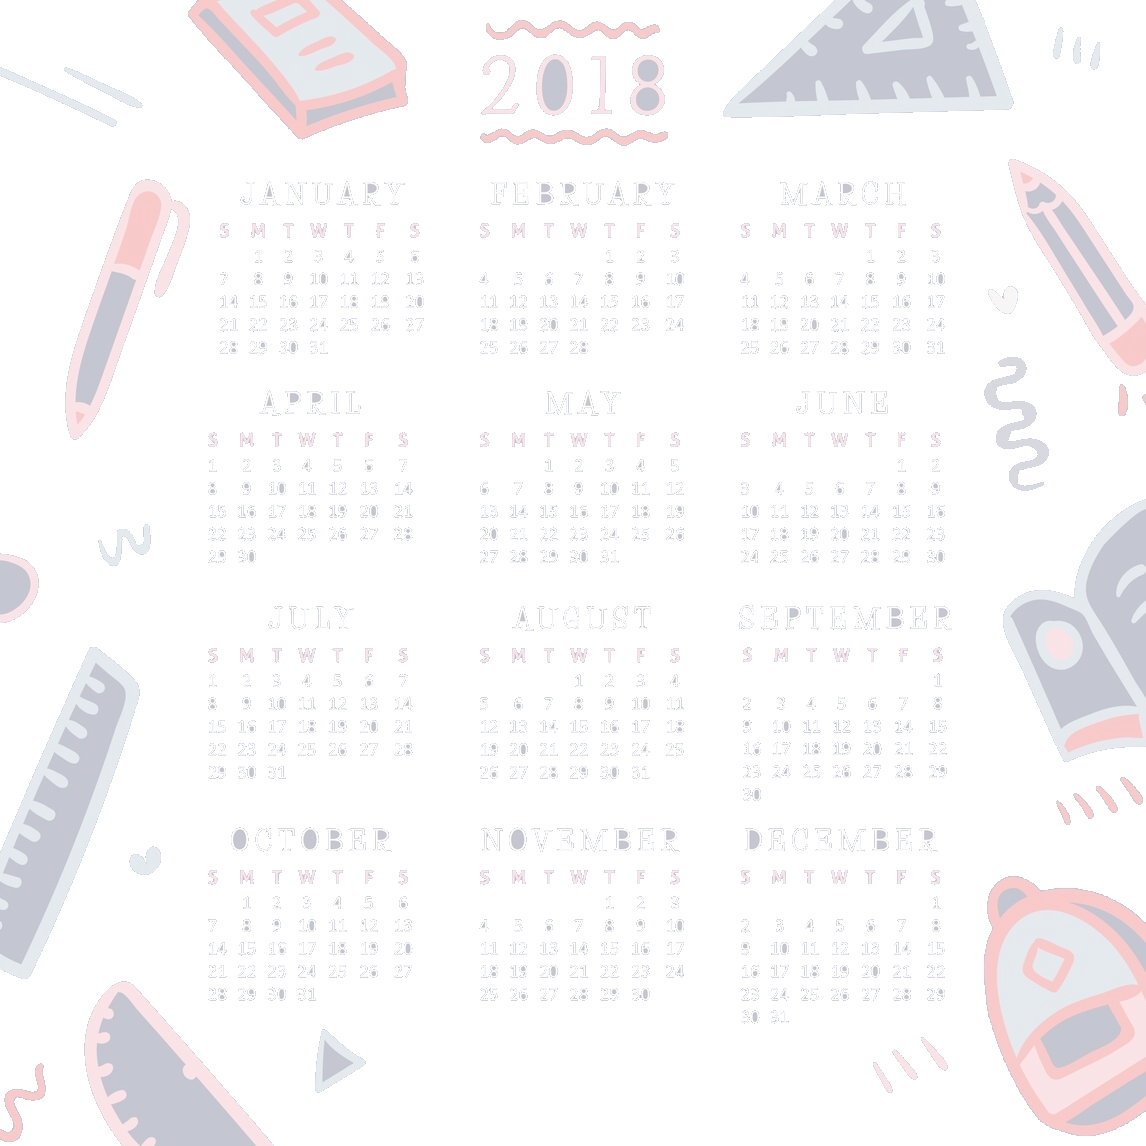 2018
JANUARY
S M T W T F S
1 2 3 4 5 6
7 8 9 10 11 12 13
14 15 16 17 18 19 20
21 22 23 24 25 26 27
28 29 30 31
FEBRUARY
S M T W T F S
1 2 3
4 5 6 7 8 9 10
11 12 13 14 15 16 17
18 19 20 21 22 23 24
25 26 27 28
MARCH
S M T W T F S
1 2 3
4 5 6 7 8 9 10
11 12 13 14 15 16 17
18 19 20 21 22 23 24
25 26 27 28 29 30 31
APRIL
S M T W T F S
1 2 3 4 5 6 7
8 9 10 11 12 13 14
15 16 17 18 19 20 21
22 23 24 25 26 27 28
29 30
MAY
S M T W T F S
1 2 3 4 5
6 7 8 9 10 11 12
13 14 15 16 17 18 19
20 21 22 23 24 25 26
27 28 29 30 31
JUNE
S M T W T F S
1 2
3 4 5 6 7 8 9
10 11 12 13 14 15 16
17 18 19 20 21 22 23
24 25 26 27 28 29 30
JULY
S M T W T F S
1 2 3 4 5 6 7
8 9 10 11 12 13 14
15 16 17 18 19 20 21
22 23 24 25 26 27 28
29 30 31
AUGUST
S M T W T F S
1 2 3 4
5 6 7 8 9 10 11
12 13 14 15 16 17 18
19 20 21 22 23 24 25
26 27 28 29 30 31
SEPTEMBER
S M T W T F S
1
2 3 4 5 6 7 8
9 10 11 12 13 14 15
16 17 18 19 20 21 22
23 24 25 26 27 28 29
30
OCTOBER
S M T W T F S
1 2 3 4 5 6
7 8 9 10 11 12 13
14 15 16 17 18 19 20
21 22 23 24 25 26 27
28 29 30 31
NOVEMBER
S M T W T F S
1 2 3
4 5 6 7 8 9 10
11 12 13 14 15 16 17
18 19 20 21 22 23 24
25 26 27 28 29 30
DECEMBER
S M T W T F S
1
2 3 4 5 6 7 8
9 10 11 12 13 14 15
16 17 18 19 20 21 22
23 24 25 26 27 28 29
30 31